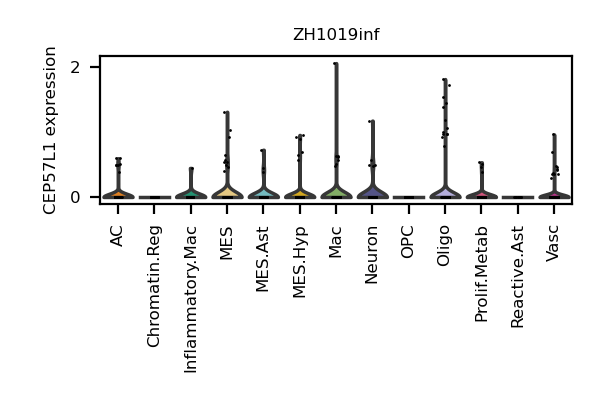 ZH1019inf
CEP57L1 expression
2
0
AC
Chromatin.Reg
Inflammatory.Mac
MES
MES.Ast
MES.Hyp
Mac
Neuron
OPC
Oligo
Prolif.Metab
Reactive.Ast
Vasc